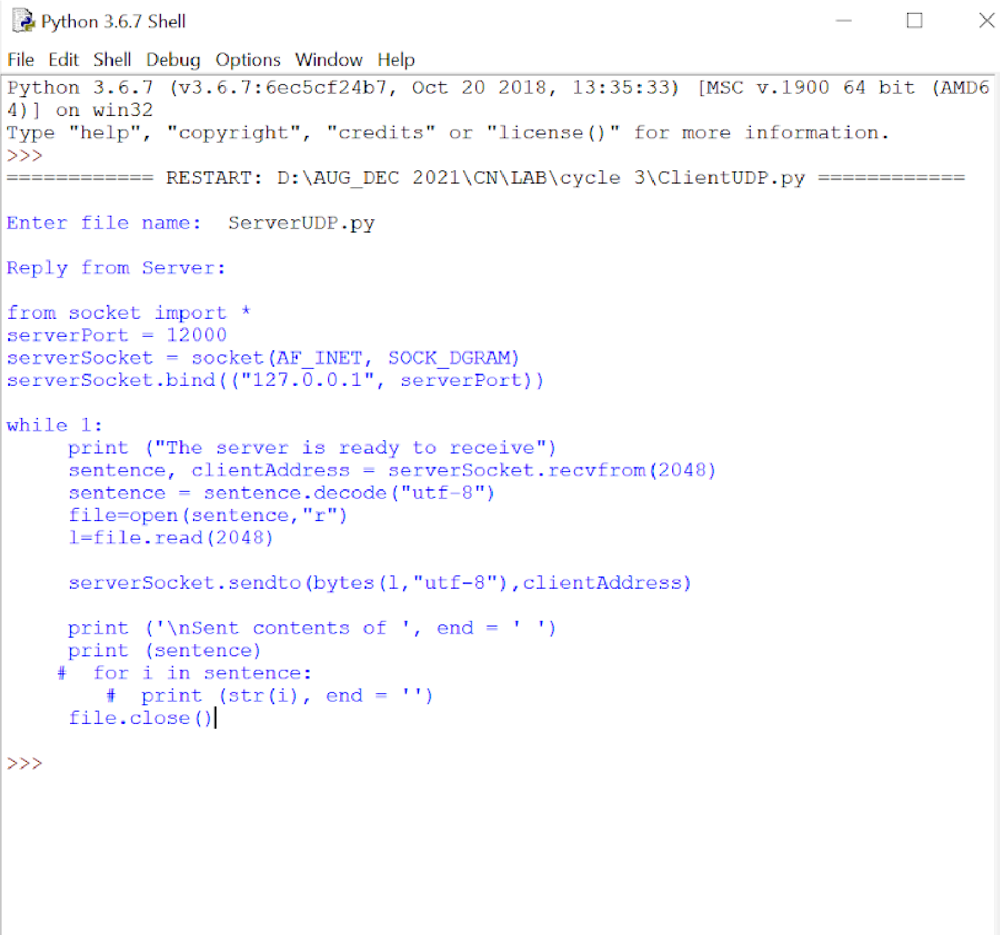 Python 3.6.7 Shell
File Edit Shell Debug Options Window Help
Python 3.6.7 (v3.6.7:6ec5cf24b7, Oct 20 2018, 13:35:33) [MSC v.1900 64 bit (AMD6
4)] on win32
Type "help", "copyright", "credits" or "license()" for more information.
>>>
============ RESTART: D:\AUG_DEC 2021\CN\LAB\cycle 3\ClientUDP.py ============
Enter file name:  ServerUDP.py
Reply from Server:
from socket import *
serverPort = 12000
serverSocket = socket(AF_INET, SOCK_DGRAM)
serverSocket.bind(("127.0.0.1", serverPort))
while 1:
     print ("The server is ready to receive")
     sentence, clientAddress = serverSocket.recvfrom(2048)
     sentence = sentence.decode("utf-8")
     file=open(sentence,"r")
     l=file.read(2048)
     serverSocket.sendto(bytes(l,"utf-8"),clientAddress)
     print ('\nSent contents of ', end = ' ')
     print (sentence)
    #  for i in sentence:
        #  print (str(i), end = '')
     file.close()
>>>